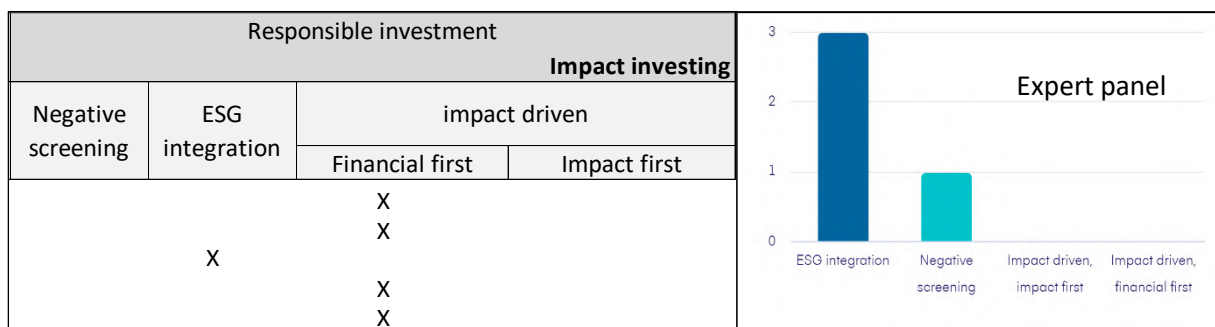 Responsible investment
Impact investing
Negative screening
ESG integration
impact driven
Financial first
Impact first
X
X
X
X
X
3
2
1
0
Expert panel
ESG integration
Negative screening
Impact driven, impact first
Impact driven, financial first